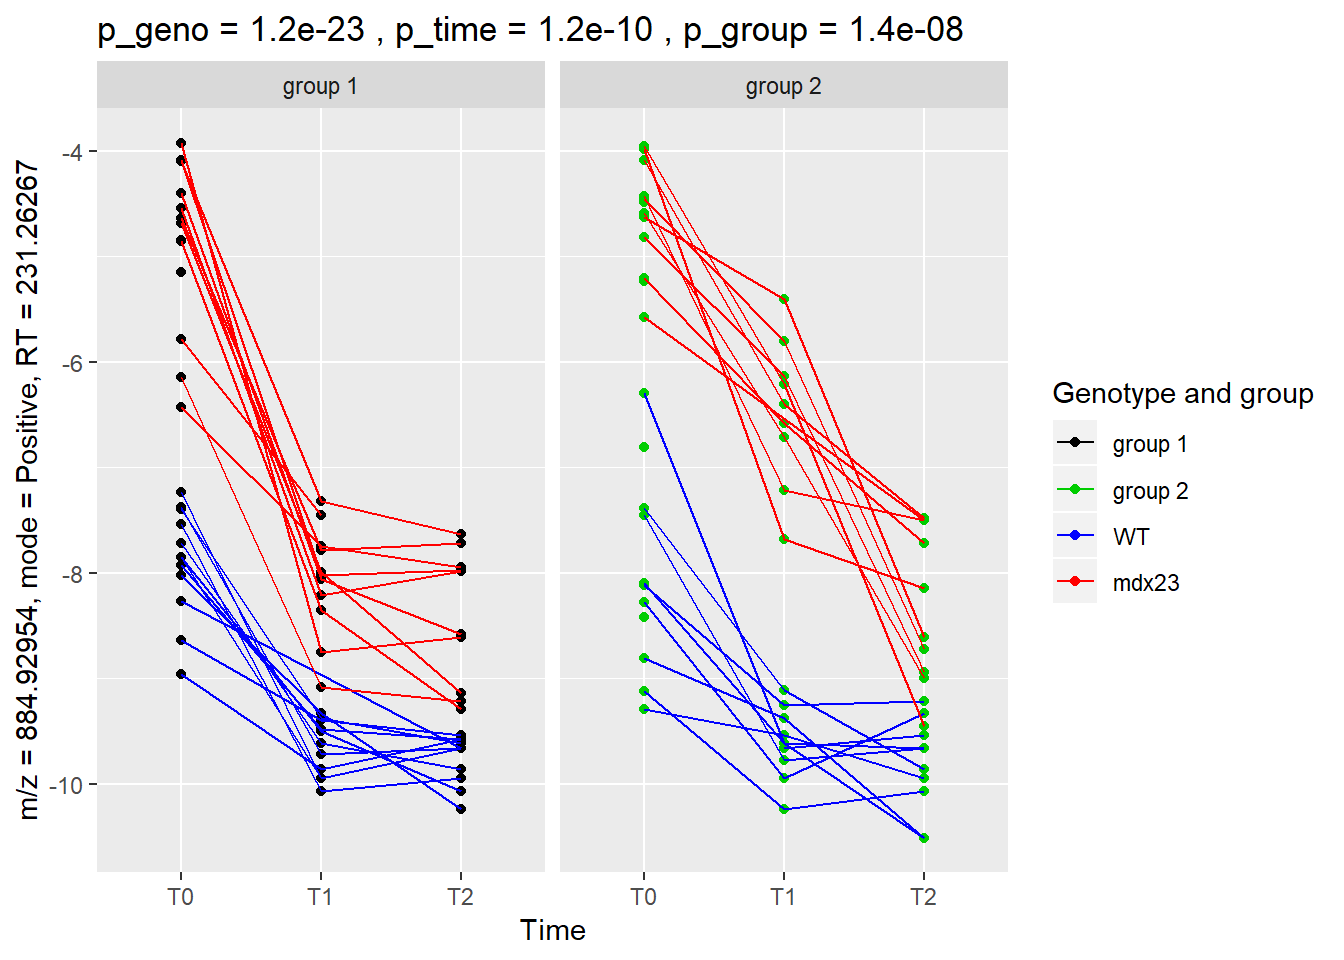 p_geno = 1.2e-23 , p_time = 1.2e-10 , p_group = 1.4e-08
group 1
group 2
m/z = 884.92954, mode = Positive, RT = 231.26267
-4
-6
-8
-10
T0
T1
T2
T0
T1
T2
Time
Genotype and group
group 1
group 2
WT
mdx23